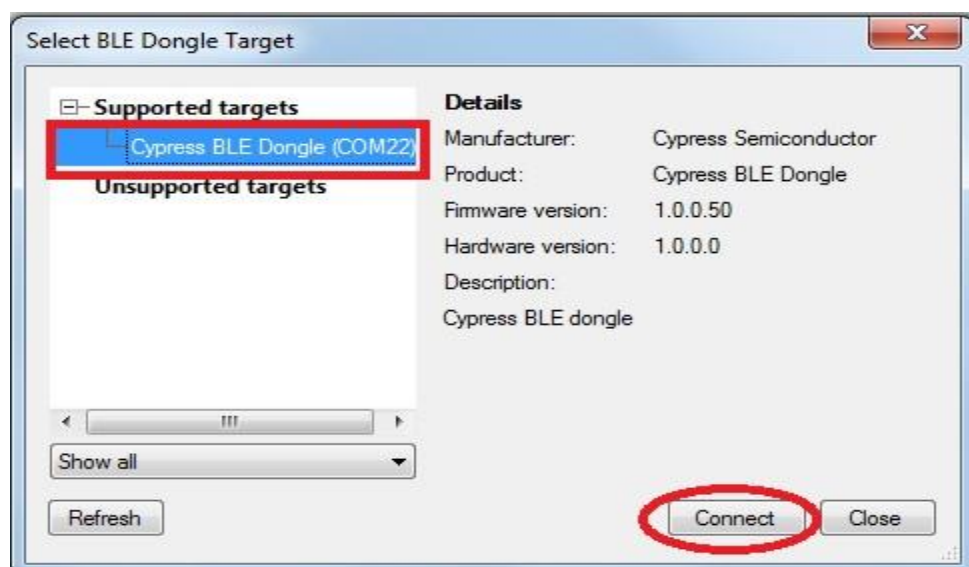 Select BLE Dongle Target
Supported targets
Cypress BLE Dongle (COM22)
Unsupported targets
Show all
Refresh
Details
Manufacturer: Cypress Semiconductor
Product: Cypress BLE Dongle
Firmware version: 1.0.0.50
Hardware version: 1.0.0.0
Description:
Cypress BLE dongle
Connect
Close